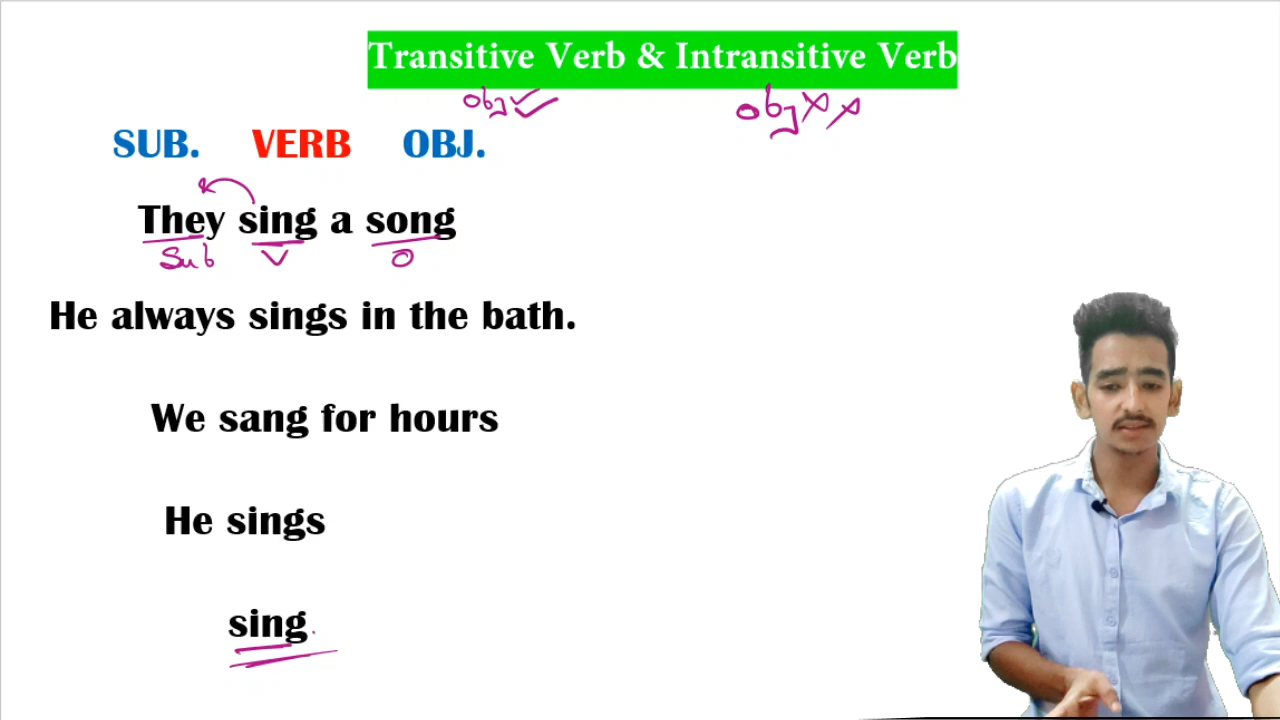 Transitive Verb & Intransitive Verb
Obj obj
SUB. VERB OBJ.
They sing a song
Sub V O
He always sings in the bath.
We sang for hours
He sings
sing